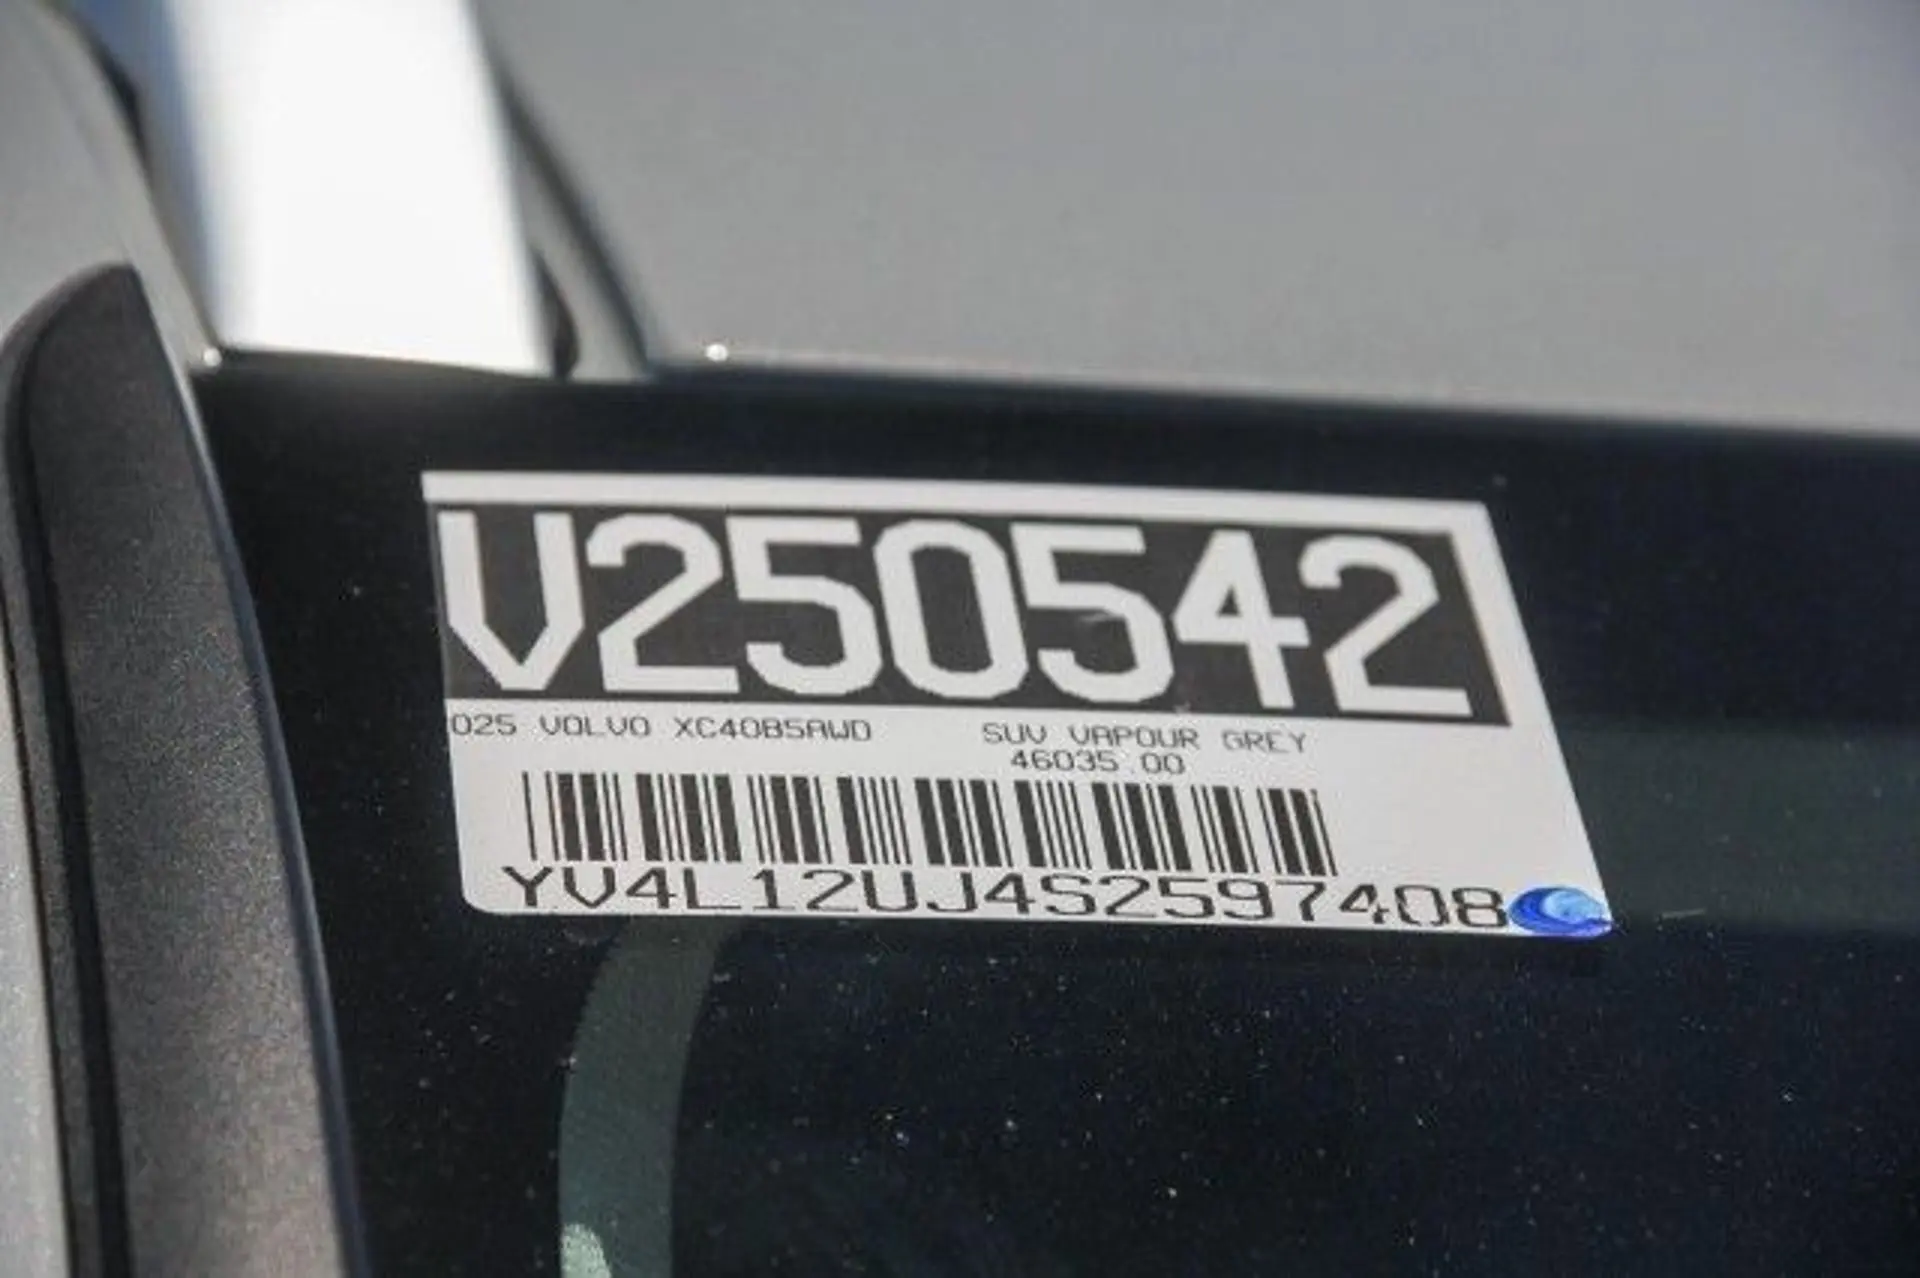 V250542
025 VOLVO XC40B5AWD SUV VAPOUR GREY
46035.00
YV4L12UJ4S2597408